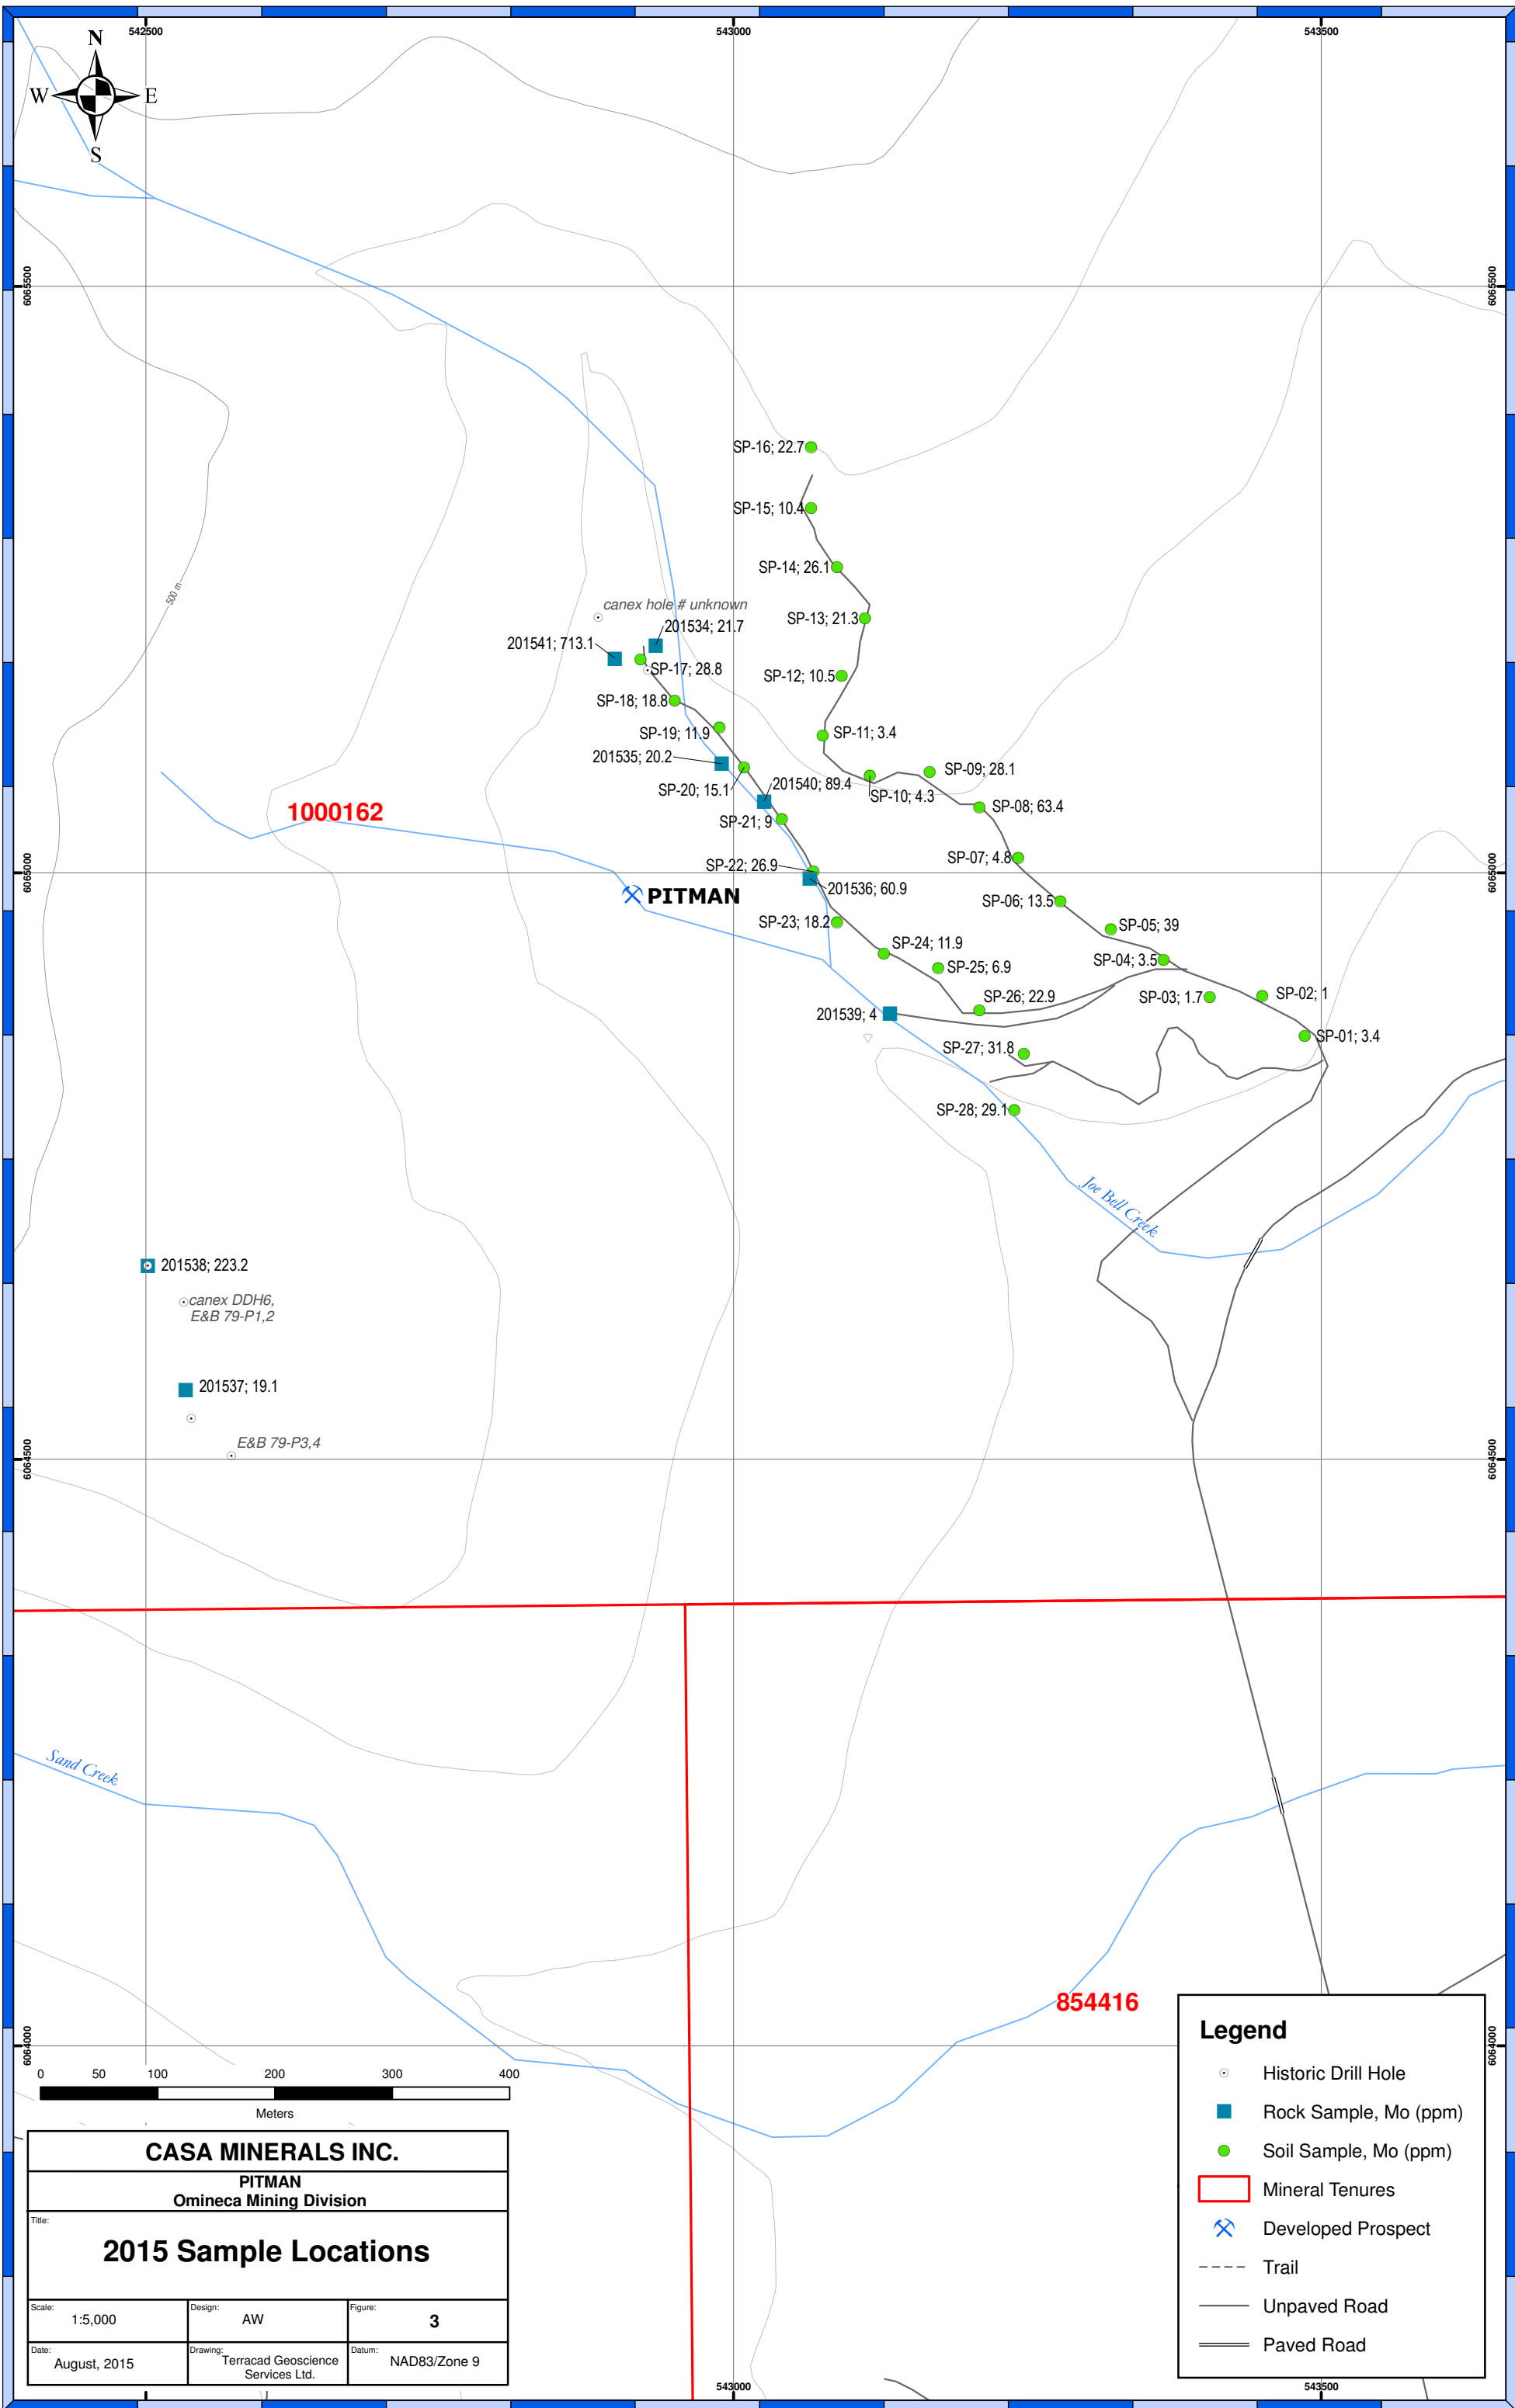 542500
543000
543500
N
W
E
S
6065500
6065500
SP-16; 22.7
SP-15; 10.4
SP-14; 26.1
500 m
canex hole # unknown
SP-13; 21.3
201534; 21.7
201541; 713.1
SP-17; 28.8
SP-12; 10.5
SP-18; 18.8
SP-19; 11.9
SP-11; 3.4
201535; 20.2
SP-09; 28.1
SP-20; 15.1
201540; 89.4
SP-10; 4.3
1000162
SP-08; 63.4
SP-21; 9
SP-07; 4.8
SP-22; 26.9
6065000
6065000
201536; 60.9
PITMAN
SP-06; 13.5
SP-23; 18.2
SP-05; 39
SP-24; 11.9
SP-04; 3.5
SP-25; 6.9
SP-26; 22.9
SP-03; 1.7
SP-02; 1
201539; 4
SP-01; 3.4
SP-27; 31.8
SP-28; 29.1
Joe Bell Creek
201538; 223.2
canex DDH6,
E&B 79-P1,2
201537; 19.1
E&B 79-P3,4
6064500
6064500
Sand Creek
854416
6064000
6064000
0 50 100 200 300 400
Meters
CASA MINERALS INC.
PITMAN
Omineca Mining Division
Title:
2015 Sample Locations
Scale:
1:5,000
Design:
AW
Figure:
3
Date:
August, 2015
Drawing:
Terracad Geoscience
Services Ltd.
Datum:
NAD83/Zone 9
Legend
Historic Drill Hole
Rock Sample, Mo (ppm)
Soil Sample, Mo (ppm)
Mineral Tenures
Developed Prospect
Trail
Unpaved Road
Paved Road
543000
543500